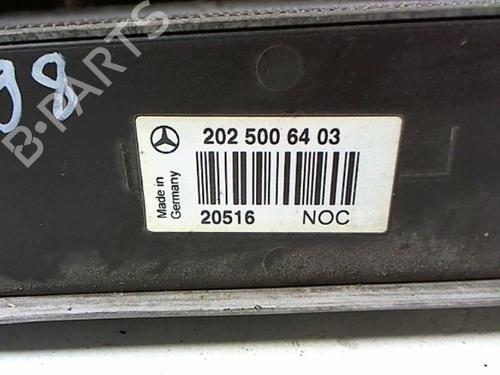 98
B-PARTS
202 500 64 03
Made in
Germany
20516 NOC